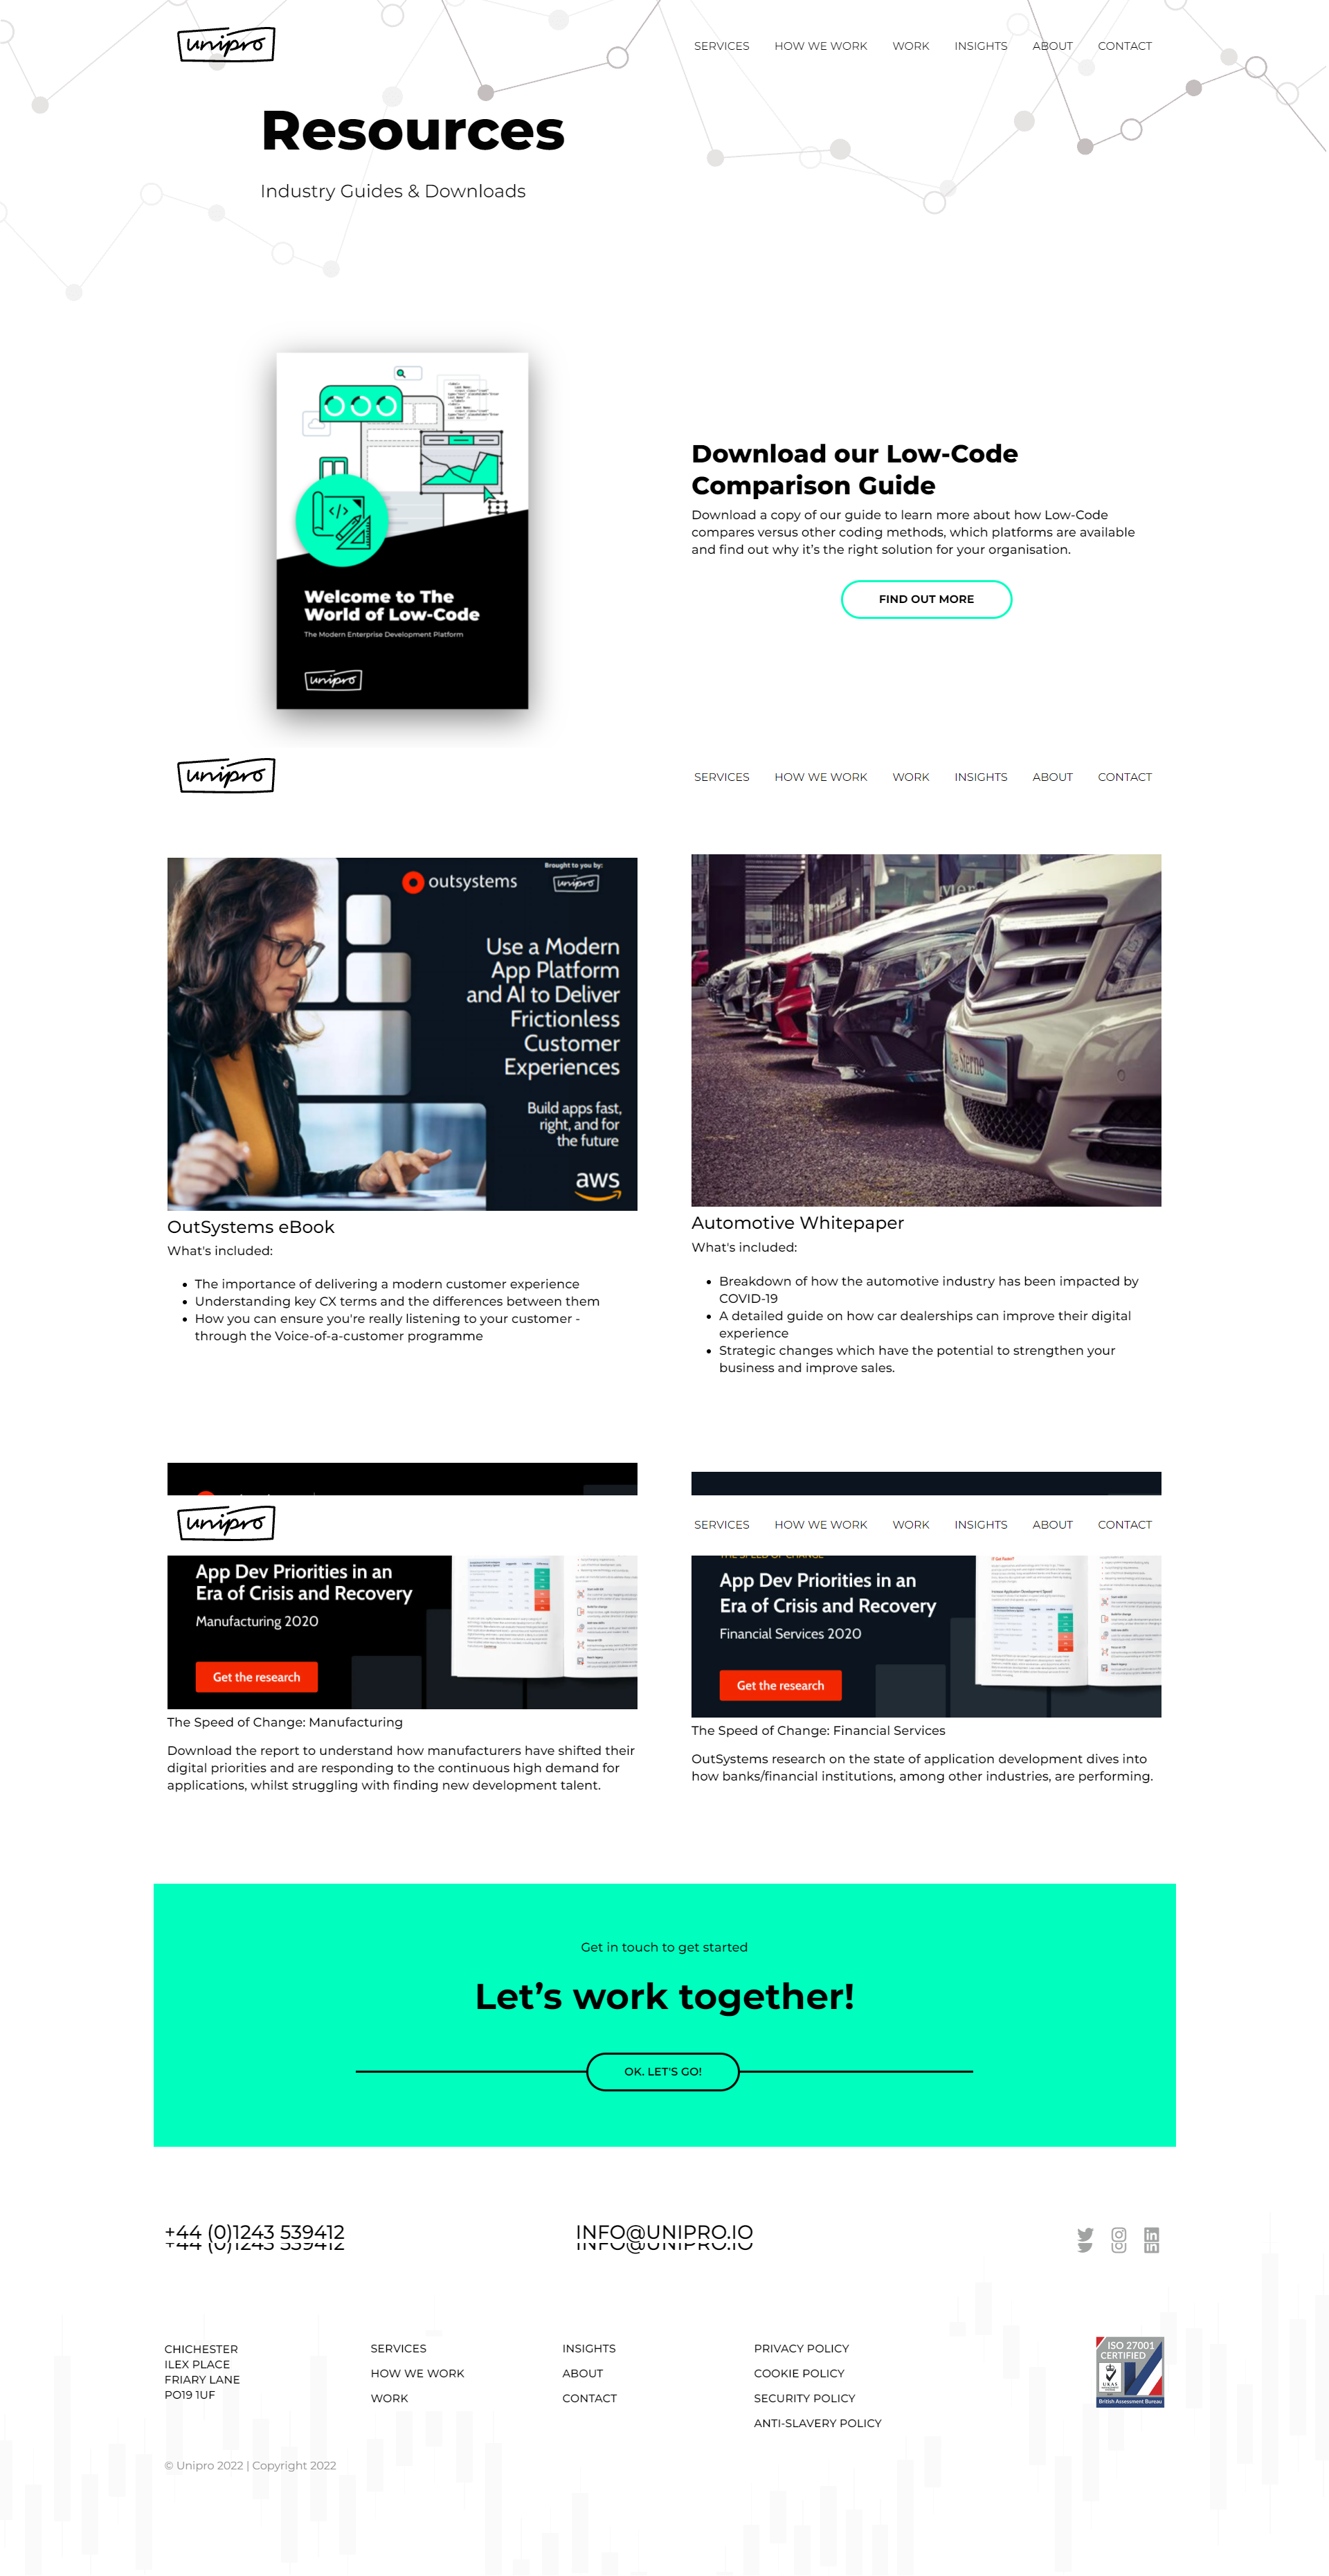 unipro
SERVICES HOW WE WORK WORK INSIGHTS ABOUT CONTACT
Resources
Industry Guides & Downloads
Welcome to The
World of Low-Code
The Modern Enterprise Development Platform
unipro
Download our Low-Code
Comparison Guide
Download a copy of our guide to learn more about how Low-Code
compares versus other coding methods, which platforms are available
and find out why it's the right solution for your organisation.
FIND OUT MORE
unipro
SERVICES HOW WE WORK WORK INSIGHTS ABOUT CONTACT
Brought to you by:
outsystems
unipro
Use a Modern
App Platform
and AI to Deliver
Frictionless
Customer
Experiences
Build apps fast,
right, and for
the future
aws
OutSystems eBook
What's included:
• The importance of delivering a modern customer experience
• Understanding key CX terms and the differences between them
• How you can ensure you're really listening to your customer -
through the Voice-of-a-customer programme
Sterne
Automotive Whitepaper
What's included:
• Breakdown of how the automotive industry has been impacted by
COVID-19
• A detailed guide on how car dealerships can improve their digital
experience
• Strategic changes which have the potential to strengthen your
business and improve sales.
unipro
SERVICES HOW WE WORK WORK INSIGHTS ABOUT CONTACT
App Dev Priorities in an
Era of Crisis and Recovery
Manufacturing 2020
Get the research
The Speed of Change: Manufacturing
Download the report to understand how manufacturers have shifted their
digital priorities and are responding to the continuous high demand for
applications, whilst struggling with finding new development talent.
THE SPEED OF CHANGE
App Dev Priorities in an
Era of Crisis and Recovery
Financial Services 2020
Get the research
The Speed of Change: Financial Services
OutSystems research on the state of application development dives into
how banks/financial institutions, among other industries, are performing.
Get in touch to get started
Let's work together!
OK. LET'S GO!
+44 (0)1243 539412
+44 (0)1243 539412
INFO@UNIPRO.IO
INFO@UNIPRO.IO
CHICHESTER
ILEX PLACE
FRIARY LANE
PO19 1UF
SERVICES
HOW WE WORK
WORK
INSIGHTS
ABOUT
CONTACT
PRIVACY POLICY
COOKIE POLICY
SECURITY POLICY
ANTI-SLAVERY POLICY
ISO 27001
CERTIFIED
UKAS
British Assessment Bureau
© Unipro 2022 | Copyright 2022